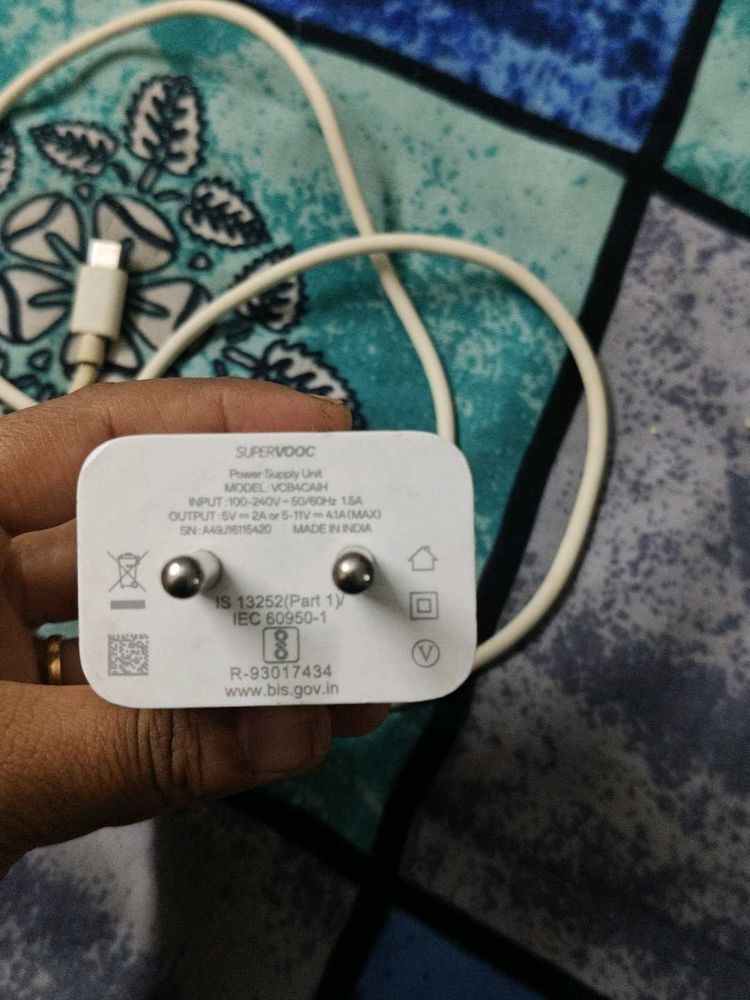 SUPERVOOC
Power Supply Unit
MODEL: VCB4CAIH
INPUT: 100-240V ~ 50/60Hz 1.5A
OUTPUT: 5V ⎓ 2A or 5-11V ⎓ 4.1A(MAX)
SN: A49J16115420 MADE IN INDIA
IS 13252(Part 1)/
IEC 60950-1
R-93017434
www.bis.gov.in
V